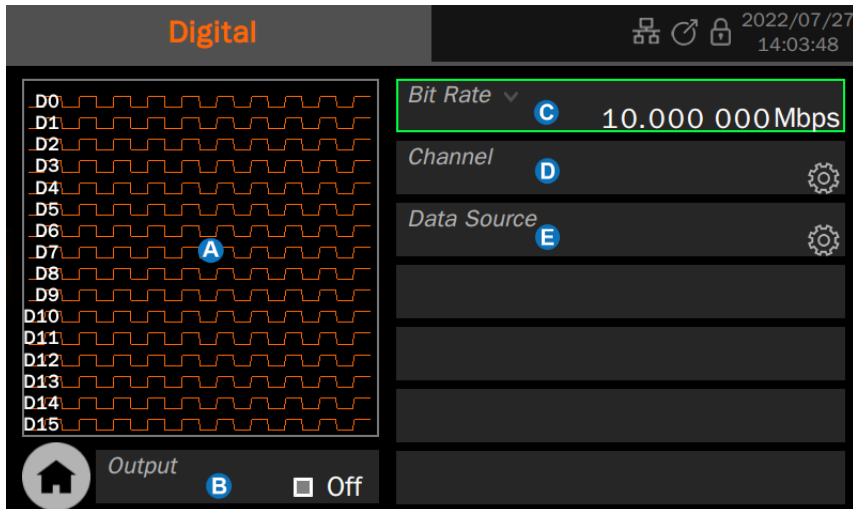 Digital
2022/07/27
14:03:48
D0
D1
D2
D3
D4
D5
D6
D7
D8
D9
D10
D11
D12
D13
D14
D15
A
Bit Rate
C
10.000 000Mbps
Channel
D
Data Source
E
Output
B
Off